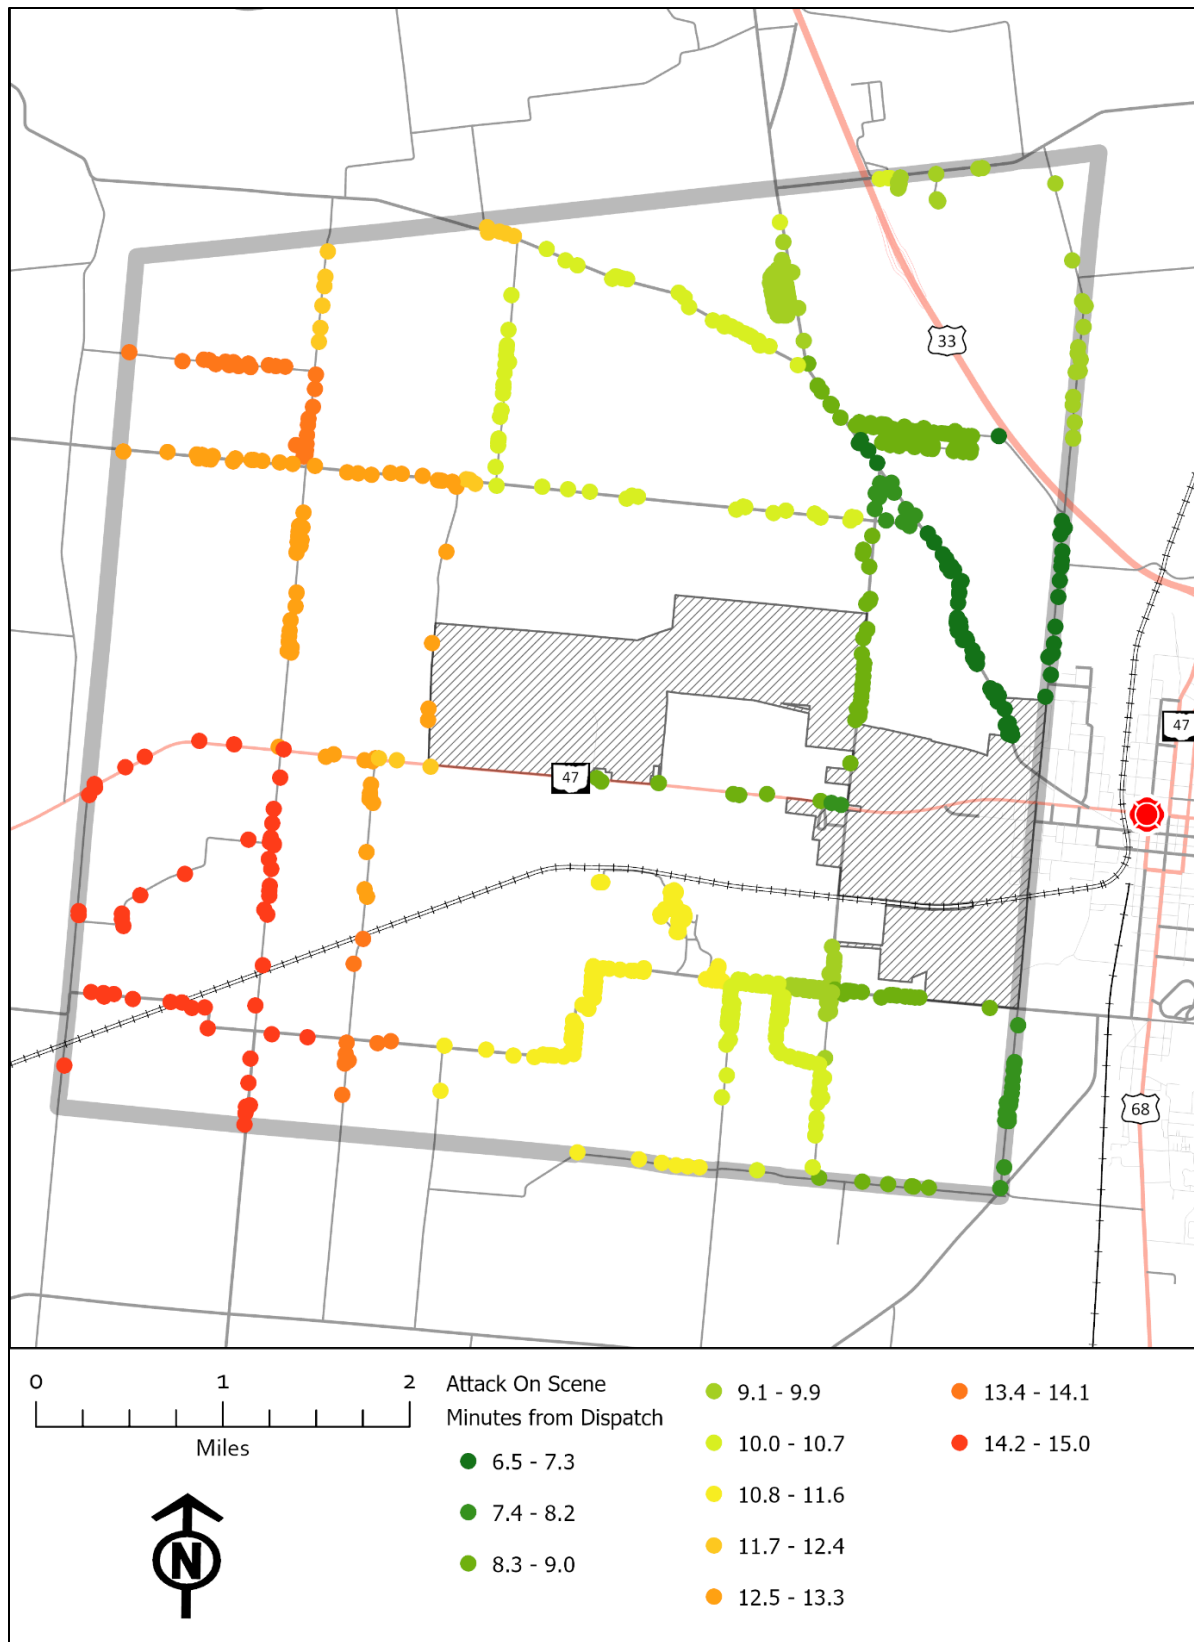 33
47
47
68
0 1 2
Miles
N
Attack On Scene
Minutes from Dispatch
6.5 - 7.3
7.4 - 8.2
8.3 - 9.0
9.1 - 9.9
10.0 - 10.7
10.8 - 11.6
11.7 - 12.4
12.5 - 13.3
13.4 - 14.1
14.2 - 15.0